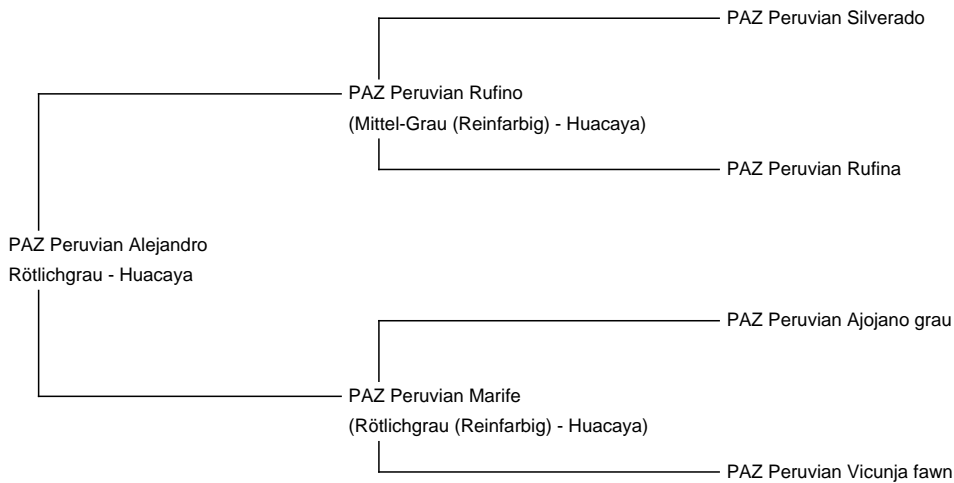 PAZ Peruvian Silverado
PAZ Peruvian Rufino
(Mittel-Grau (Reinfarbig) - Huacaya)
PAZ Peruvian Rufina
PAZ Peruvian Alejandro
Rötlichgrau - Huacaya
PAZ Peruvian Ajojano grau
PAZ Peruvian Marife
(Rötlichgrau (Reinfarbig) - Huacaya)
PAZ Peruvian Vicunja fawn